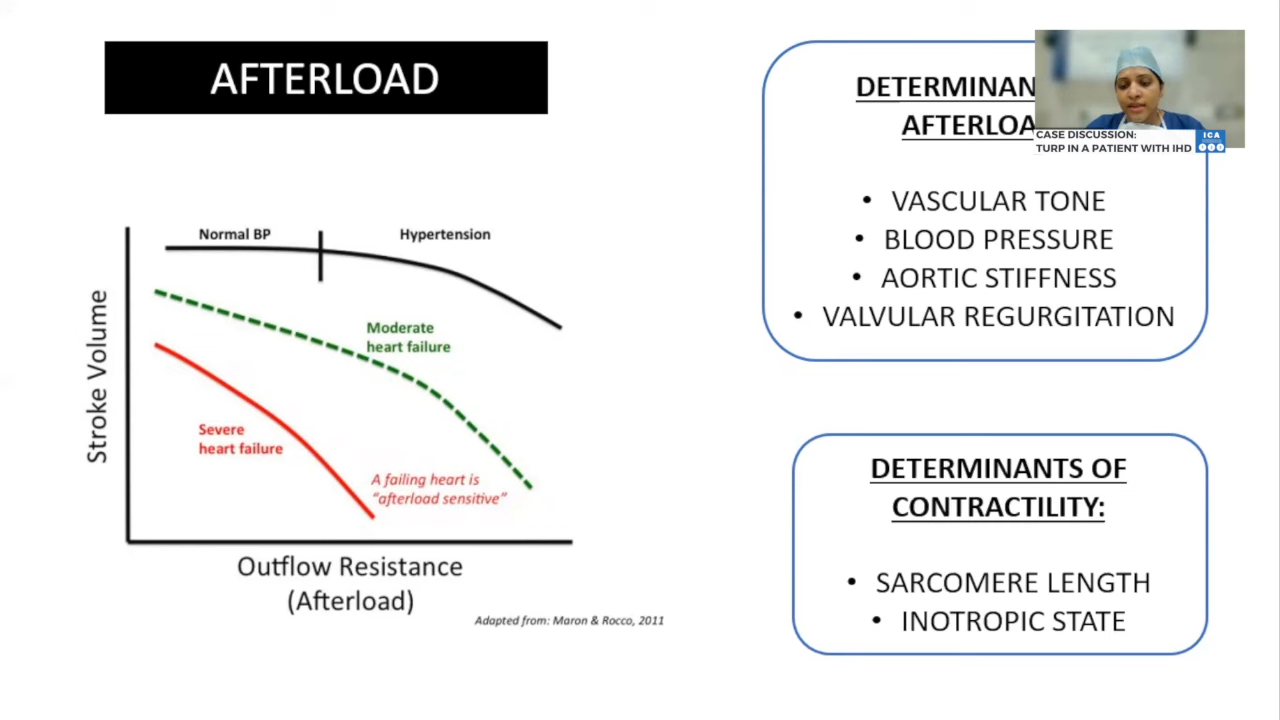 AFTERLOAD
Normal BP
Hypertension
Moderate
heart failure
Severe
heart failure
A failing heart is
"afterload sensitive"
Stroke Volume
Outflow Resistance
(Afterload)
Adapted from: Maron & Rocco, 2011
DETERMINAN
AFTERLOA
• VASCULAR TONE
• BLOOD PRESSURE
• AORTIC STIFFNESS
• VALVULAR REGURGITATION
CASE DISCUSSION:
TURP IN A PATIENT WITH IHD
ICA
DETERMINANTS OF
CONTRACTILITY:
• SARCOMERE LENGTH
• INOTROPIC STATE